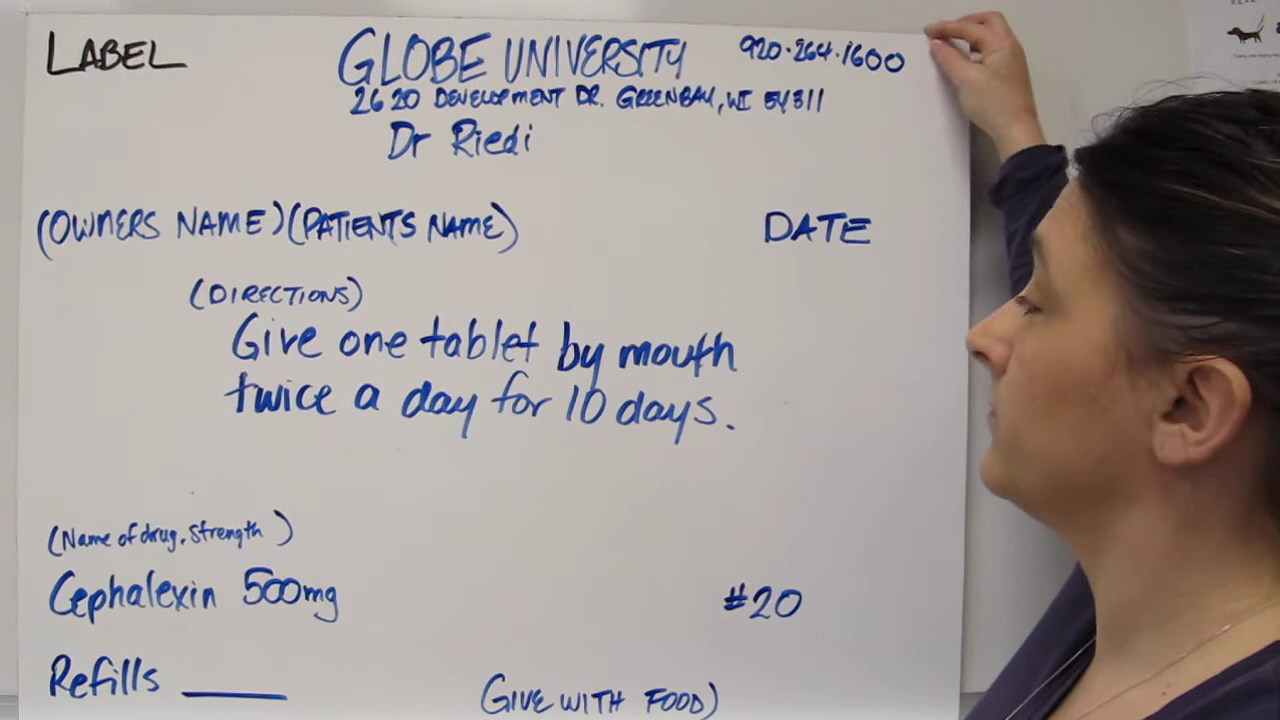 LABEL
GLOBE UNIVERSITY 920·264·1600
2620 DEVELOPMENT DR. GREENBAY, WI 54311
Dr Riedi
(OWNERS NAME) (PATIENTS NAME) DATE
(DIRECTIONS)
Give one tablet by mouth
twice a day for 10 days.
(Name of drug, strength )
Cephalexin 500mg #20
Refills ____
(GIVE WITH FOOD)